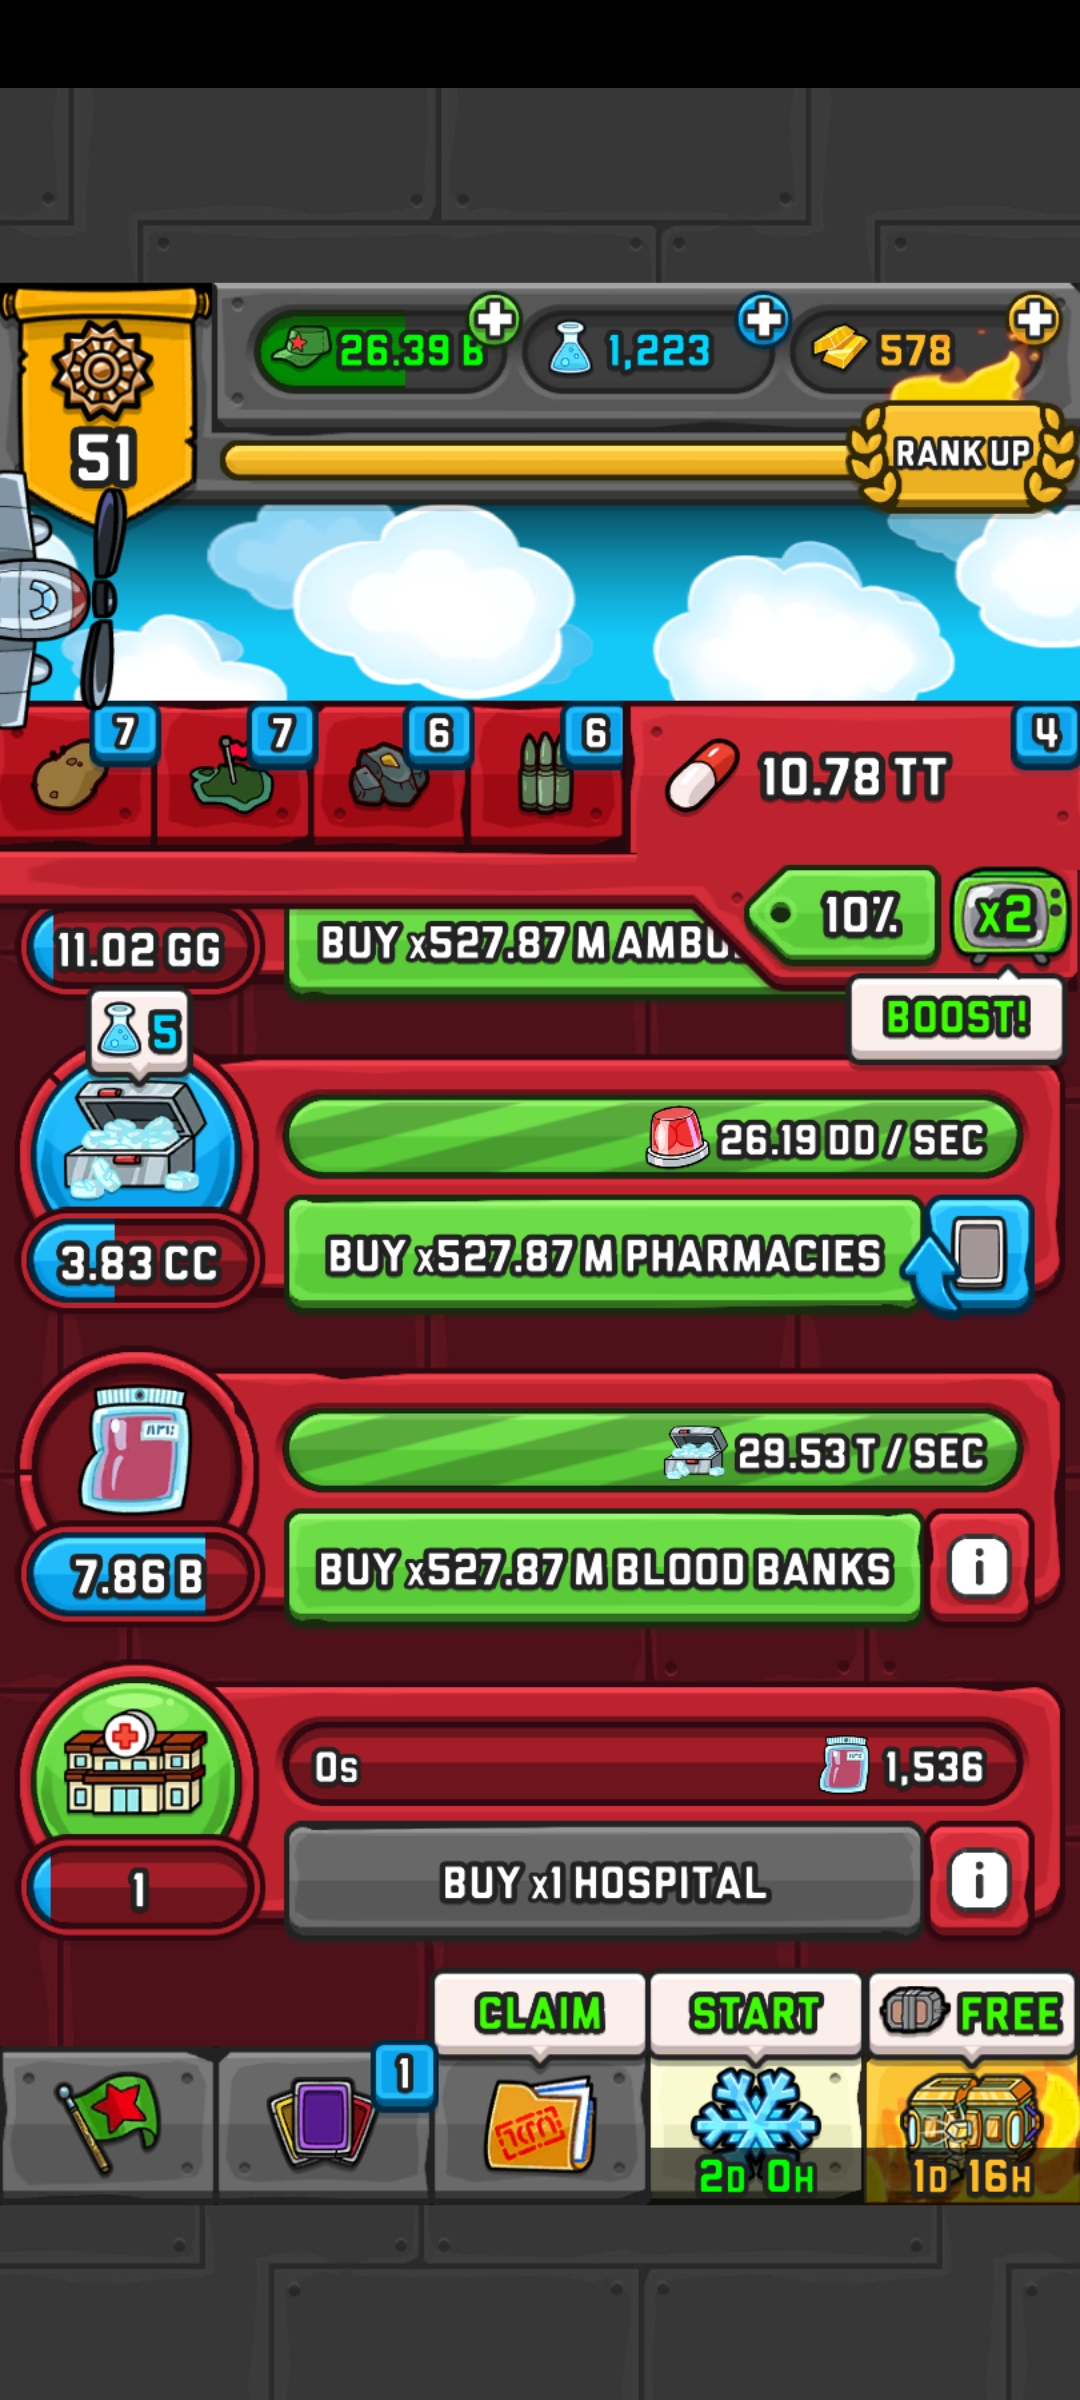 26.39 B
1,223
578
51
RANK UP
7
7
6
6
4
10.78 TT
10%
x2
11.02 GG
BUY x527.87 M AMBU
BOOST!
5
26.19 DD / SEC
3.83 CC
BUY x527.87 M PHARMACIES
29.53 T / SEC
7.86 B
BUY x527.87 M BLOOD BANKS
i
0s
1,536
1
BUY x1 HOSPITAL
i
CLAIM
START
FREE
1
2D 0H
1D 16H